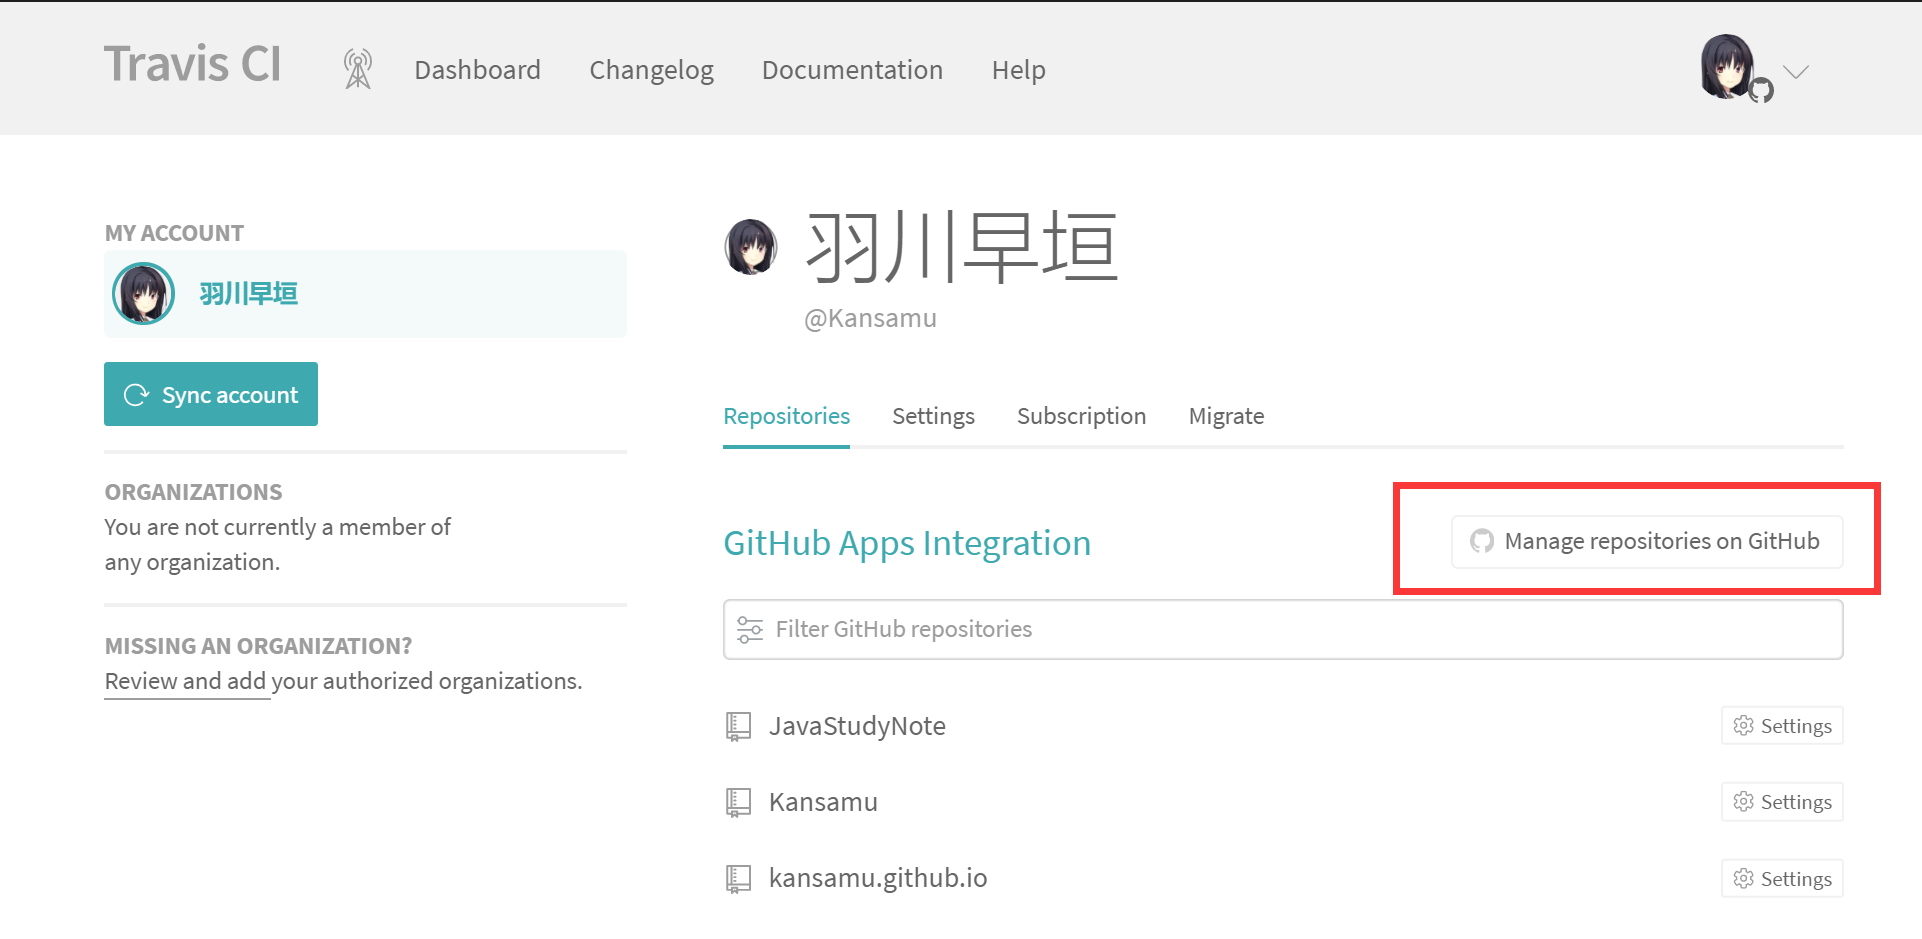 Travis CI Dashboard Changelog Documentation Help
MY ACCOUNT
羽川早垣
Sync account
ORGANIZATIONS
You are not currently a member of
any organization.
MISSING AN ORGANIZATION?
Review and add your authorized organizations.
羽川早垣
@Kansamu
Repositories Settings Subscription Migrate
GitHub Apps Integration
Manage repositories on GitHub
Filter GitHub repositories
JavaStudyNote Settings
Kansamu Settings
kansamu.github.io Settings